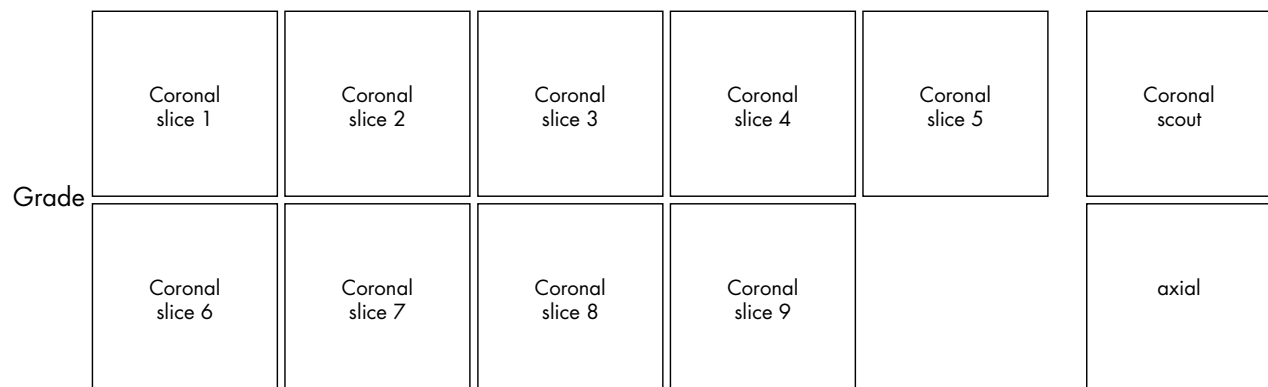 Coronal
slice 1
Coronal
slice 2
Coronal
slice 3
Coronal
slice 4
Coronal
slice 5
Coronal
scout
Grade
Coronal
slice 6
Coronal
slice 7
Coronal
slice 8
Coronal
slice 9
axial